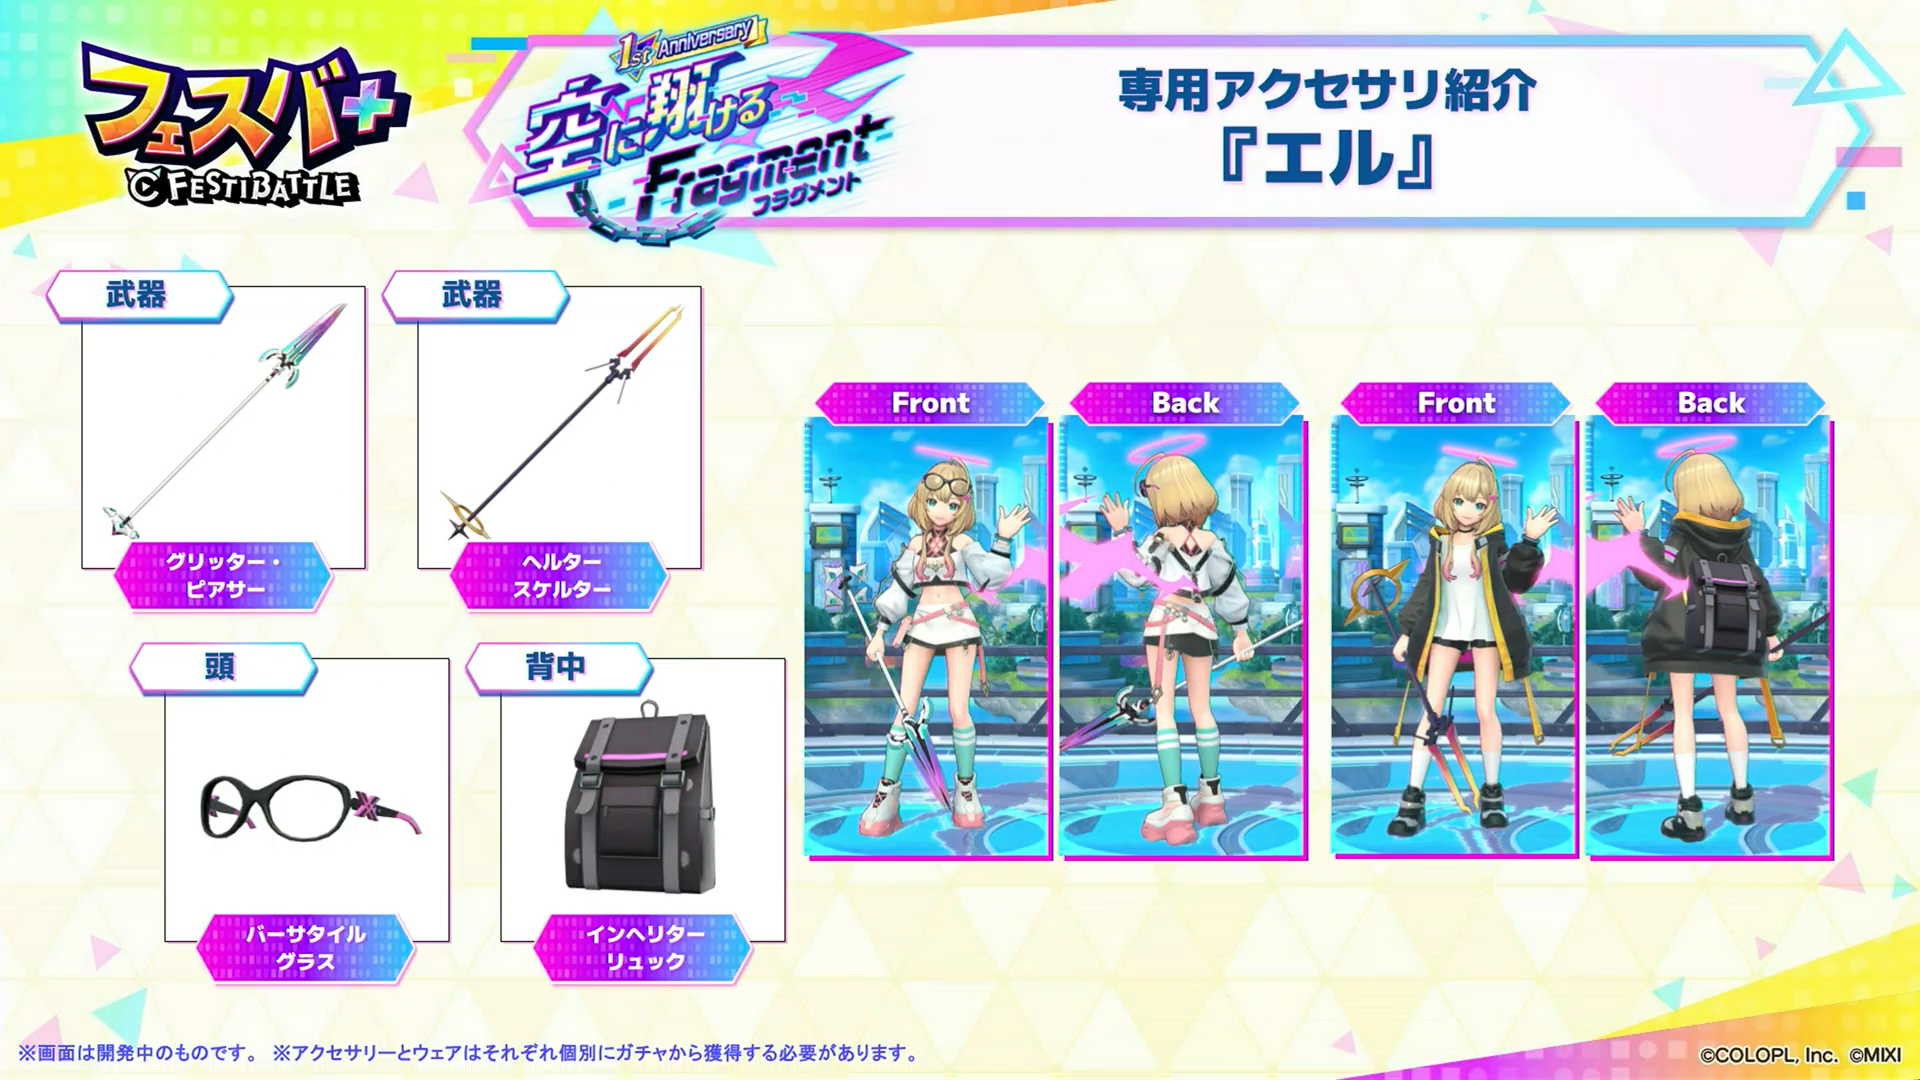 フェスバ+
FESTIBATTLE
1st Anniversary
空に翔ける
Fragment
フラグメント
専用アクセサリ紹介
『エル』
武器
グリッター・
ピアサー
武器
ヘルター
スケルター
頭
バーサタイル
グラス
背中
インヘリター
リュック
Front
Back
Front
Back
※画面は開発中のものです。 ※アクセサリーとウェアはそれぞれ個別にガチャから獲得する必要があります。
©COLOPL, Inc. ©MIXI